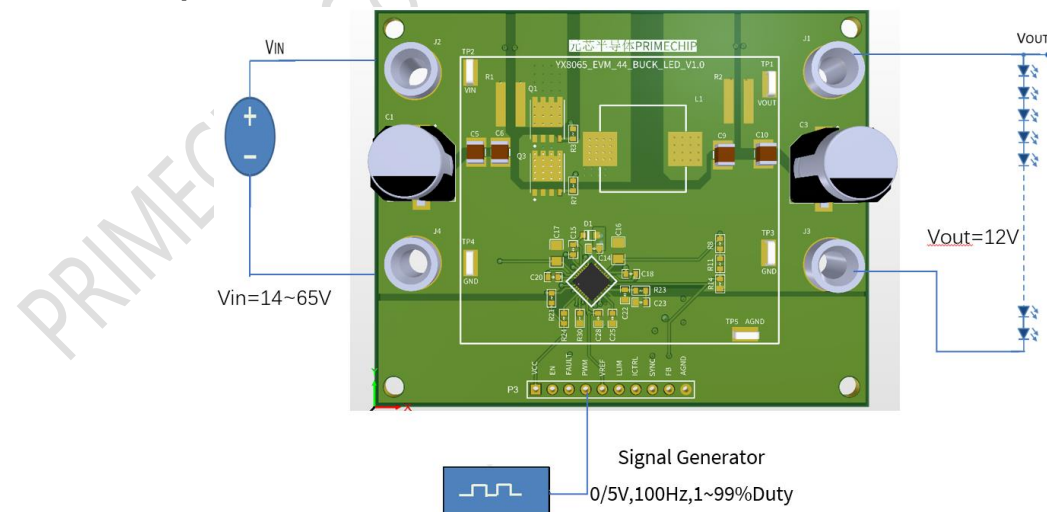 PRIMEC
VIN
VOUT
J2
J1
元芯半导体PRIMECHIP
YX8065_EVM_44_BUCK_LED_V1.0
TP2
VIN
TP1
VOUT
R1
Q1
R2
L1
C1
C5
C6
R3
C9
C10
C3
Q3
R7
J4
J3
TP4
GND
TP3
GND
D1
C17
C15
C16
C14
C20
C18
R8
R11
R14
R23
C23
C22
R21
R24
R30
C28
C25
TP5 AGND
Vin=14~65V
Vout=12V
VCC
EN
FAULT
PWM
VREF
LLIM
ICTRL
SYNC
FB
AGND
P3
Signal Generator
0/5V,100Hz,1~99%Duty